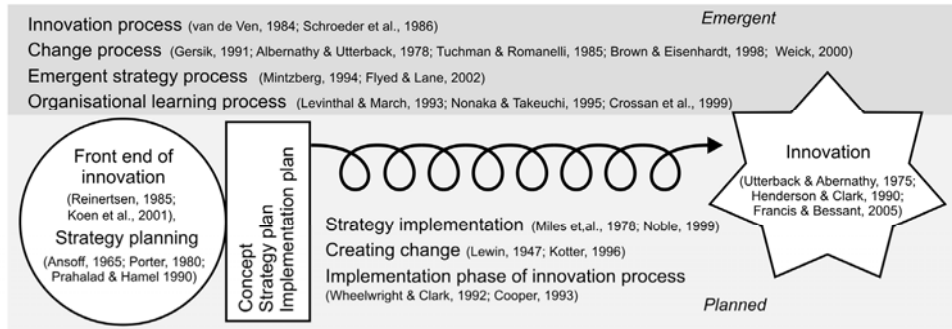 Emergent
Innovation process (van de Ven, 1984; Schroeder et al., 1986)
Change process (Gersik, 1991; Albernathy & Utterback, 1978; Tuchman & Romanelli, 1985; Brown & Eisenhardt, 1998; Weick, 2000)
Emergent strategy process (Mintzberg, 1994; Flyed & Lane, 2002)
Organisational learning process (Levinthal & March, 1993; Nonaka & Takeuchi, 1995; Crossan et al., 1999)
Front end of
innovation
(Reinertsen, 1985;
Koen et al., 2001),
Strategy planning
(Ansoff, 1965; Porter, 1980;
Prahalad & Hamel 1990)
Concept
Strategy plan
Implementation plan
Strategy implementation (Miles et,al., 1978; Noble, 1999)
Creating change (Lewin, 1947; Kotter, 1996)
Implementation phase of innovation process
(Wheelwright & Clark, 1992; Cooper, 1993)
Innovation
(Utterback & Abernathy, 1975;
Henderson & Clark, 1990;
Francis & Bessant, 2005)
Planned